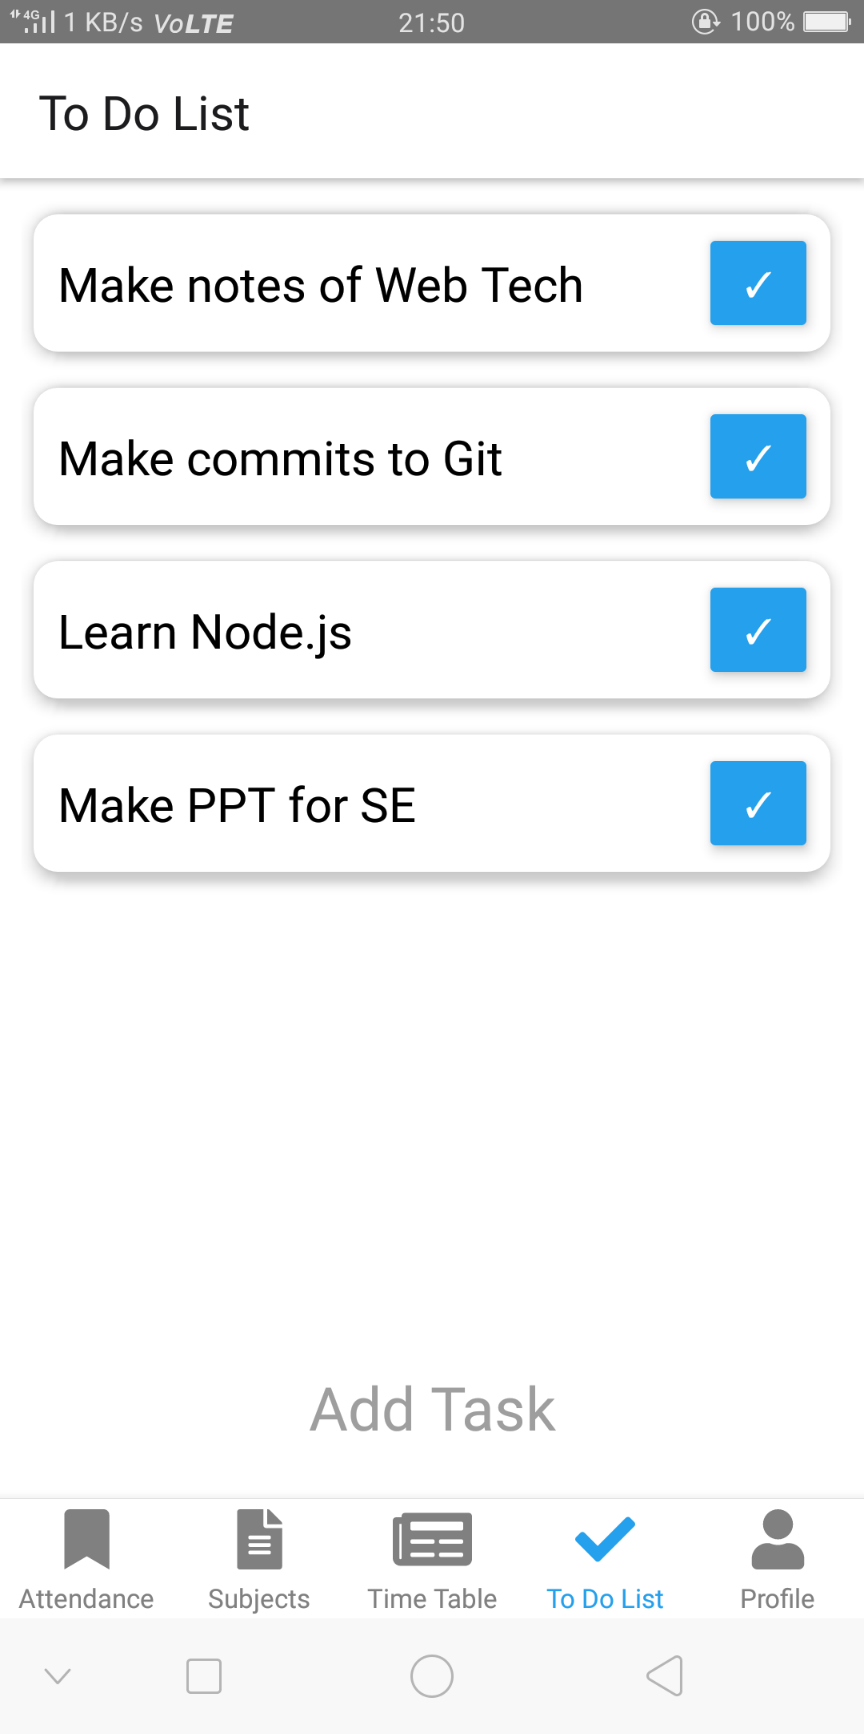 4G 1 KB/s VoLTE 21:50 100%
To Do List
Make notes of Web Tech ✓
Make commits to Git ✓
Learn Node.js ✓
Make PPT for SE ✓
Add Task
Attendance Subjects Time Table To Do List Profile